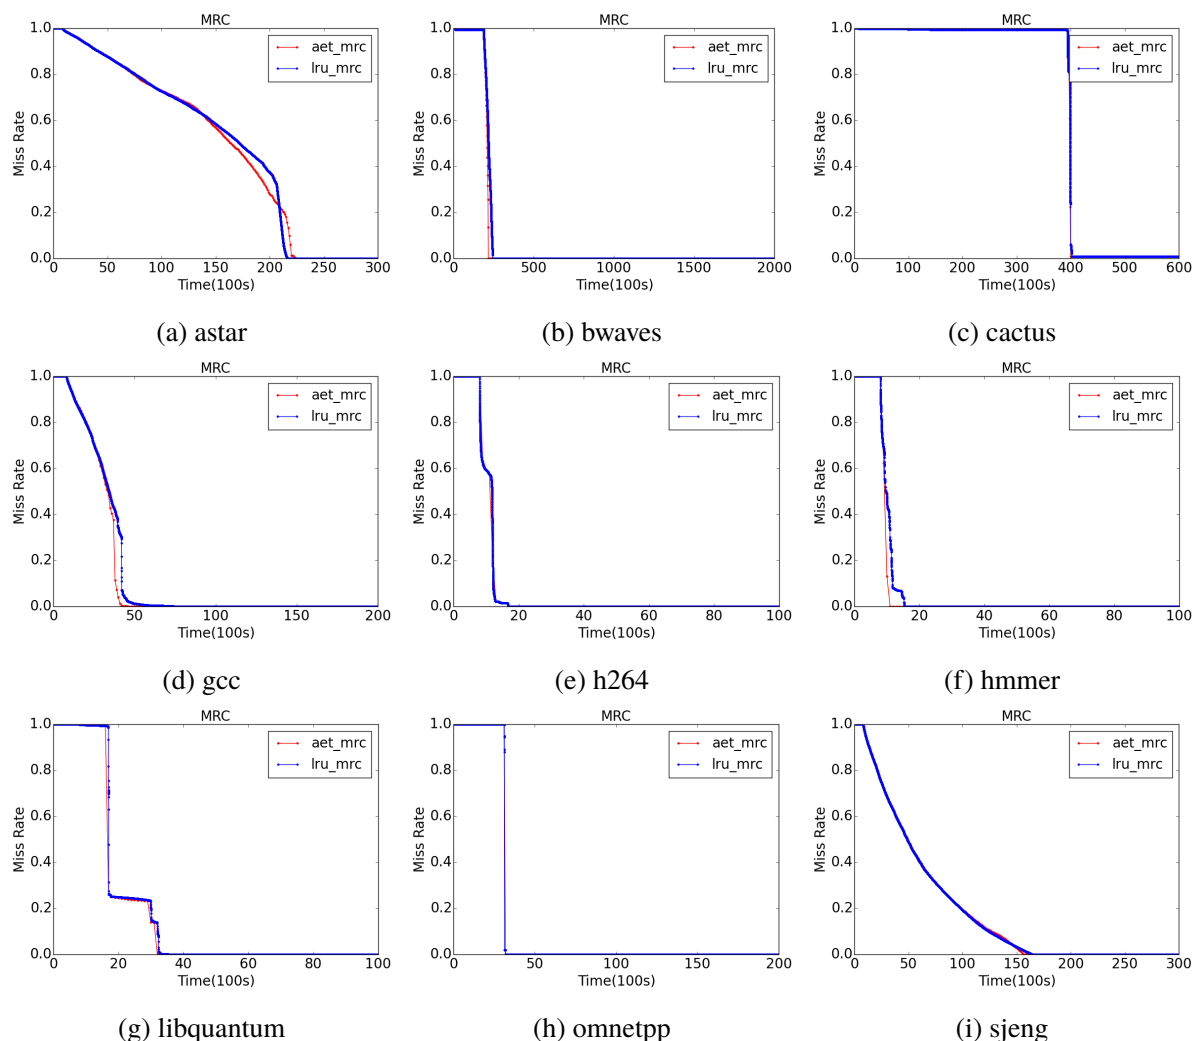 MRC
1.0
0.8
0.6
0.4
0.2
0.0
Miss Rate
aet_mrc
lru_mrc
0 50 100 150 200 250 300
Time(100s)
(a) astar
MRC
1.0
0.8
0.6
0.4
0.2
0.0
Miss Rate
aet_mrc
lru_mrc
0 500 1000 1500 2000
Time(100s)
(b) bwaves
MRC
1.0
0.8
0.6
0.4
0.2
0.0
Miss Rate
aet_mrc
lru_mrc
0 100 200 300 400 500 600
Time(100s)
(c) cactus
MRC
1.0
0.8
0.6
0.4
0.2
0.0
Miss Rate
aet_mrc
lru_mrc
0 50 100 150 200
Time(100s)
(d) gcc
MRC
1.0
0.8
0.6
0.4
0.2
0.0
Miss Rate
aet_mrc
lru_mrc
0 20 40 60 80 100
Time(100s)
(e) h264
MRC
1.0
0.8
0.6
0.4
0.2
0.0
Miss Rate
aet_mrc
lru_mrc
0 20 40 60 80 100
Time(100s)
(f) hmmer
MRC
1.0
0.8
0.6
0.4
0.2
0.0
Miss Rate
aet_mrc
lru_mrc
0 20 40 60 80 100
Time(100s)
(g) libquantum
MRC
1.0
0.8
0.6
0.4
0.2
0.0
Miss Rate
aet_mrc
lru_mrc
0 50 100 150 200
Time(100s)
(h) omnetpp
MRC
1.0
0.8
0.6
0.4
0.2
0.0
Miss Rate
aet_mrc
lru_mrc
0 50 100 150 200 250 300
Time(100s)
(i) sjeng